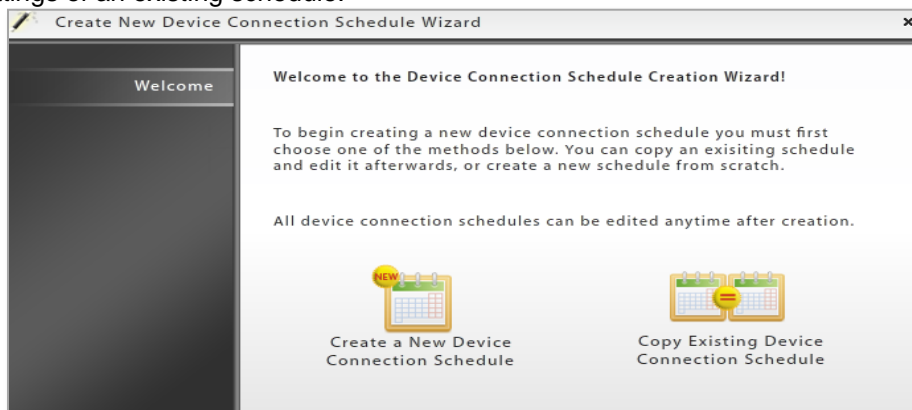 of an existing schedule.
Create New Device Connection Schedule Wizard
Welcome
Welcome to the Device Connection Schedule Creation Wizard!
To begin creating a new device connection schedule you must first
choose one of the methods below. You can copy an exisiting schedule
and edit it afterwards, or create a new schedule from scratch.
All device connection schedules can be edited anytime after creation.
NEW
Create a New Device
Connection Schedule
=
Copy Existing Device
Connection Schedule